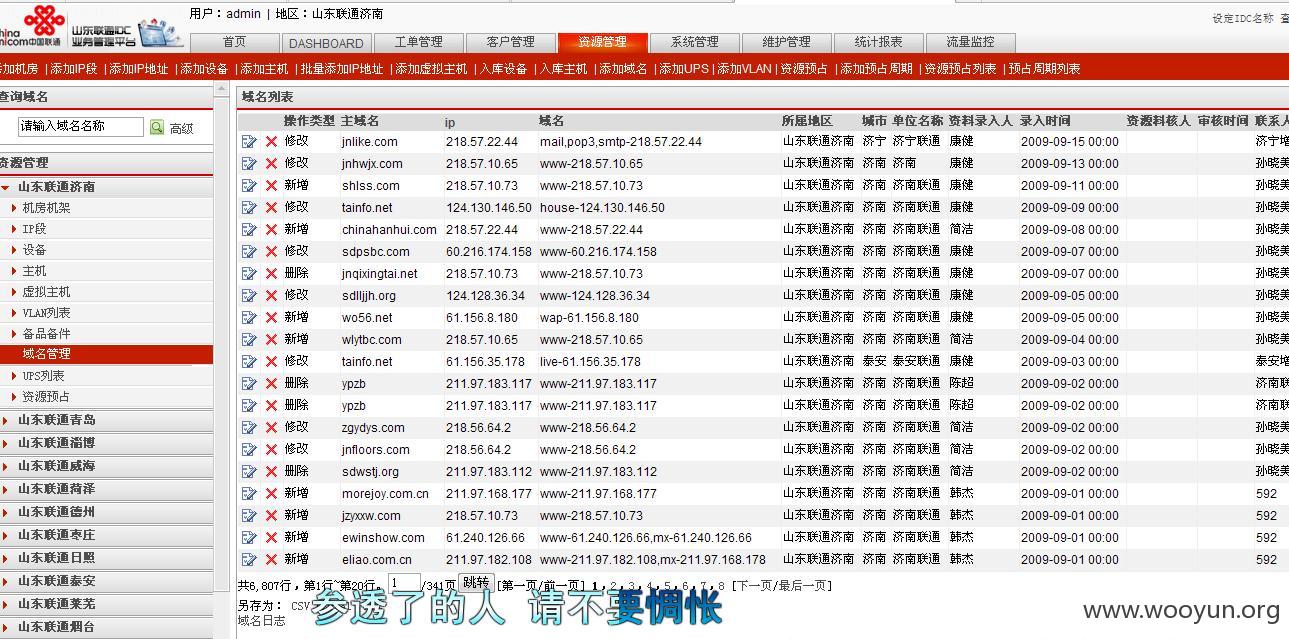 用户：admin | 地区：山东联通济南
设定IDC名称
中国联通
山东联通IDC
业务管理平台
首页 DASHBOARD 工单管理 客户管理 资源管理 系统管理 维护管理 统计报表 流量监控
加机房 | 添加IP段 | 添加IP地址 | 添加设备 | 添加主机 | 批量添加IP地址 | 添加虚拟主机 | 入库设备 | 入库主机 | 添加域名 | 添加UPS | 添加VLAN | 资源预占 | 添加预占周期 | 资源预占列表 | 预占周期列表
查询域名
请输入域名名称 高级
资源管理
山东联通济南
机房机架
IP段
设备
主机
虚拟主机
VLAN列表
备品备件
域名管理
UPS列表
资源预占
山东联通青岛
山东联通淄博
山东联通威海
山东联通菏泽
山东联通德州
山东联通枣庄
山东联通日照
山东联通泰安
山东联通莱芜
山东联通烟台
域名列表
操作类型 主域名 ip 域名 所属地区 城市 单位名称 资料录入人 录入时间 资源料核人 审核时间 联系人
修改 jnlike.com 218.57.22.44 mail,pop3,smtp-218.57.22.44 山东联通济南 济宁 济宁联通 康健 2009-09-15 00:00 济宁增
修改 jnhwjx.com 218.57.10.65 www-218.57.10.65 山东联通济南 济南 济南 康健 2009-09-13 00:00 孙晓美
新增 shlss.com 218.57.10.73 www-218.57.10.73 山东联通济南 济南 济南联通 康健 2009-09-11 00:00 孙晓美
修改 tainfo.net 124.130.146.50 house-124.130.146.50 山东联通济南 济南 济南联通 康健 2009-09-09 00:00 孙晓美
新增 chinahanhui.com 218.57.22.44 www-218.57.22.44 山东联通济南 济南 济南联通 简洁 2009-09-08 00:00 孙晓美
修改 sdpsbc.com 60.216.174.158 www-60.216.174.158 山东联通济南 济南 济南联通 康健 2009-09-07 00:00 孙晓美
删除 jnqixingtai.net 218.57.10.73 www-218.57.10.73 山东联通济南 济南 济南联通 康健 2009-09-07 00:00 孙晓美
修改 sdlljjh.org 124.128.36.34 www-124.128.36.34 山东联通济南 济南 济南联通 康健 2009-09-05 00:00 孙晓美
新增 wo56.net 61.156.8.180 wap-61.156.8.180 山东联通济南 济南 济南联通 康健 2009-09-05 00:00 孙晓美
新增 wlytbc.com 218.57.10.65 www-218.57.10.65 山东联通济南 济南 济南联通 简洁 2009-09-04 00:00 孙晓美
修改 tainfo.net 61.156.35.178 live-61.156.35.178 山东联通济南 泰安 泰安联通 康健 2009-09-03 00:00 泰安增
删除 ypzb 211.97.183.117 www-211.97.183.117 山东联通济南 济南 济南联通 陈超 2009-09-02 00:00 济南联
删除 ypzb 211.97.183.117 www-211.97.183.117 山东联通济南 济南 济南联通 陈超 2009-09-02 00:00 济南联
修改 zgydys.com 218.56.64.2 www-218.56.64.2 山东联通济南 济南 济南联通 简洁 2009-09-02 00:00 孙晓美
修改 jnfloors.com 218.56.64.2 www-218.56.64.2 山东联通济南 济南 济南联通 简洁 2009-09-02 00:00 孙晓美
删除 sdwstj.org 211.97.183.112 www-211.97.183.112 山东联通济南 济南 济南联通 简洁 2009-09-02 00:00 孙晓美
新增 morejoy.com.cn 211.97.168.177 www-211.97.168.177 山东联通济南 济南 济南联通 韩杰 2009-09-01 00:00 592
新增 jzyxxw.com 218.57.10.73 www-218.57.10.73 山东联通济南 济南 济南联通 韩杰 2009-09-01 00:00 592
新增 ewinshow.com 61.240.126.66 www-61.240.126.66,mx-61.240.126.66 山东联通济南 济南 济南联通 韩杰 2009-09-01 00:00 592
新增 eliao.com.cn 211.97.182.108 www-211.97.182.108,mx-211.97.168.178 山东联通济南 济南 济南联通 韩杰 2009-09-01 00:00 592
共6,807行，第1行~第20行， 1 /341页 跳转 [第一页/前一页] 1, 2, 3, 4, 5, 6, 7, 8 [下一页/最后一页]
另存为： CSV
域名日志
参透了的人 请不要惆怅
www.wooyun.org